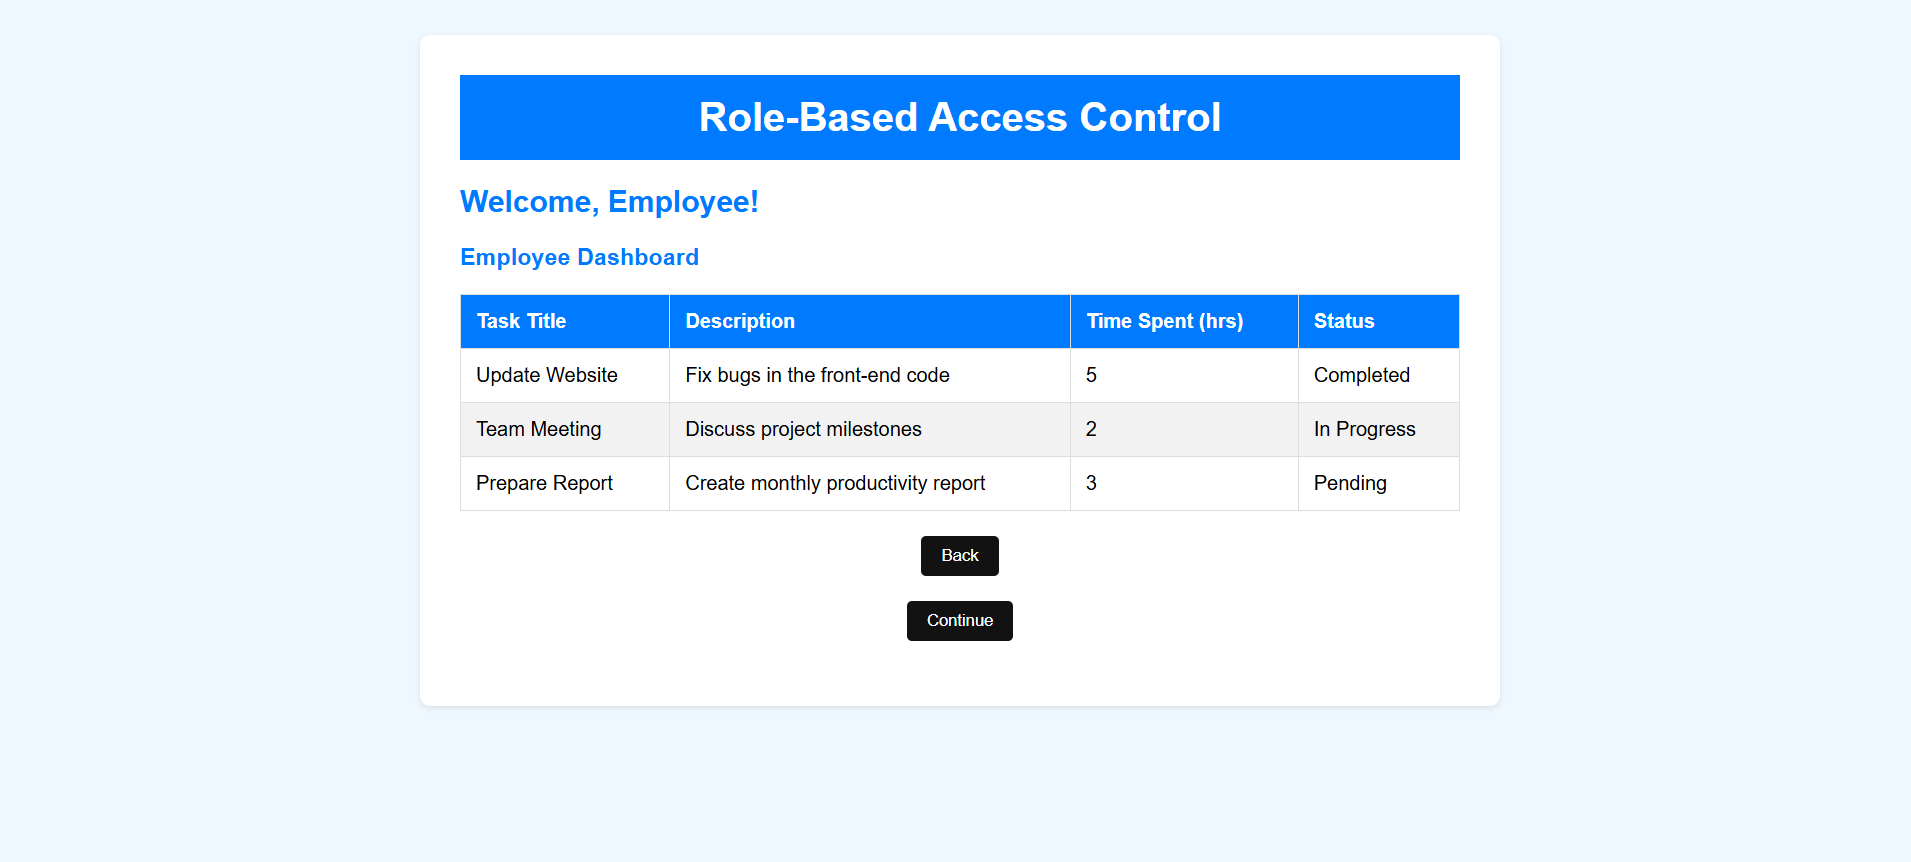 Role-Based Access Control
Welcome, Employee!
Employee Dashboard
Task Title Description Time Spent (hrs) Status
Update Website Fix bugs in the front-end code 5 Completed
Team Meeting Discuss project milestones 2 In Progress
Prepare Report Create monthly productivity report 3 Pending
Back
Continue